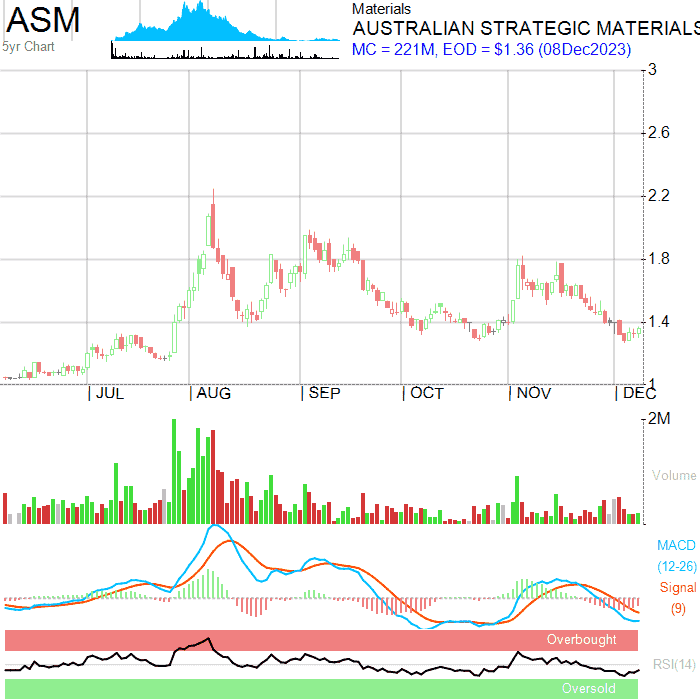 ASM
5yr Chart
Materials
AUSTRALIAN STRATEGIC MATERIALS
MC = 221M, EOD = $1.36 (08Dec2023)
3
2.6
2.2
1.8
1.4
1
JUL AUG SEP OCT NOV DEC
2M
Volume
MACD
(12-26)
Signal
(9)
Overbought
RSI(14)
Oversold